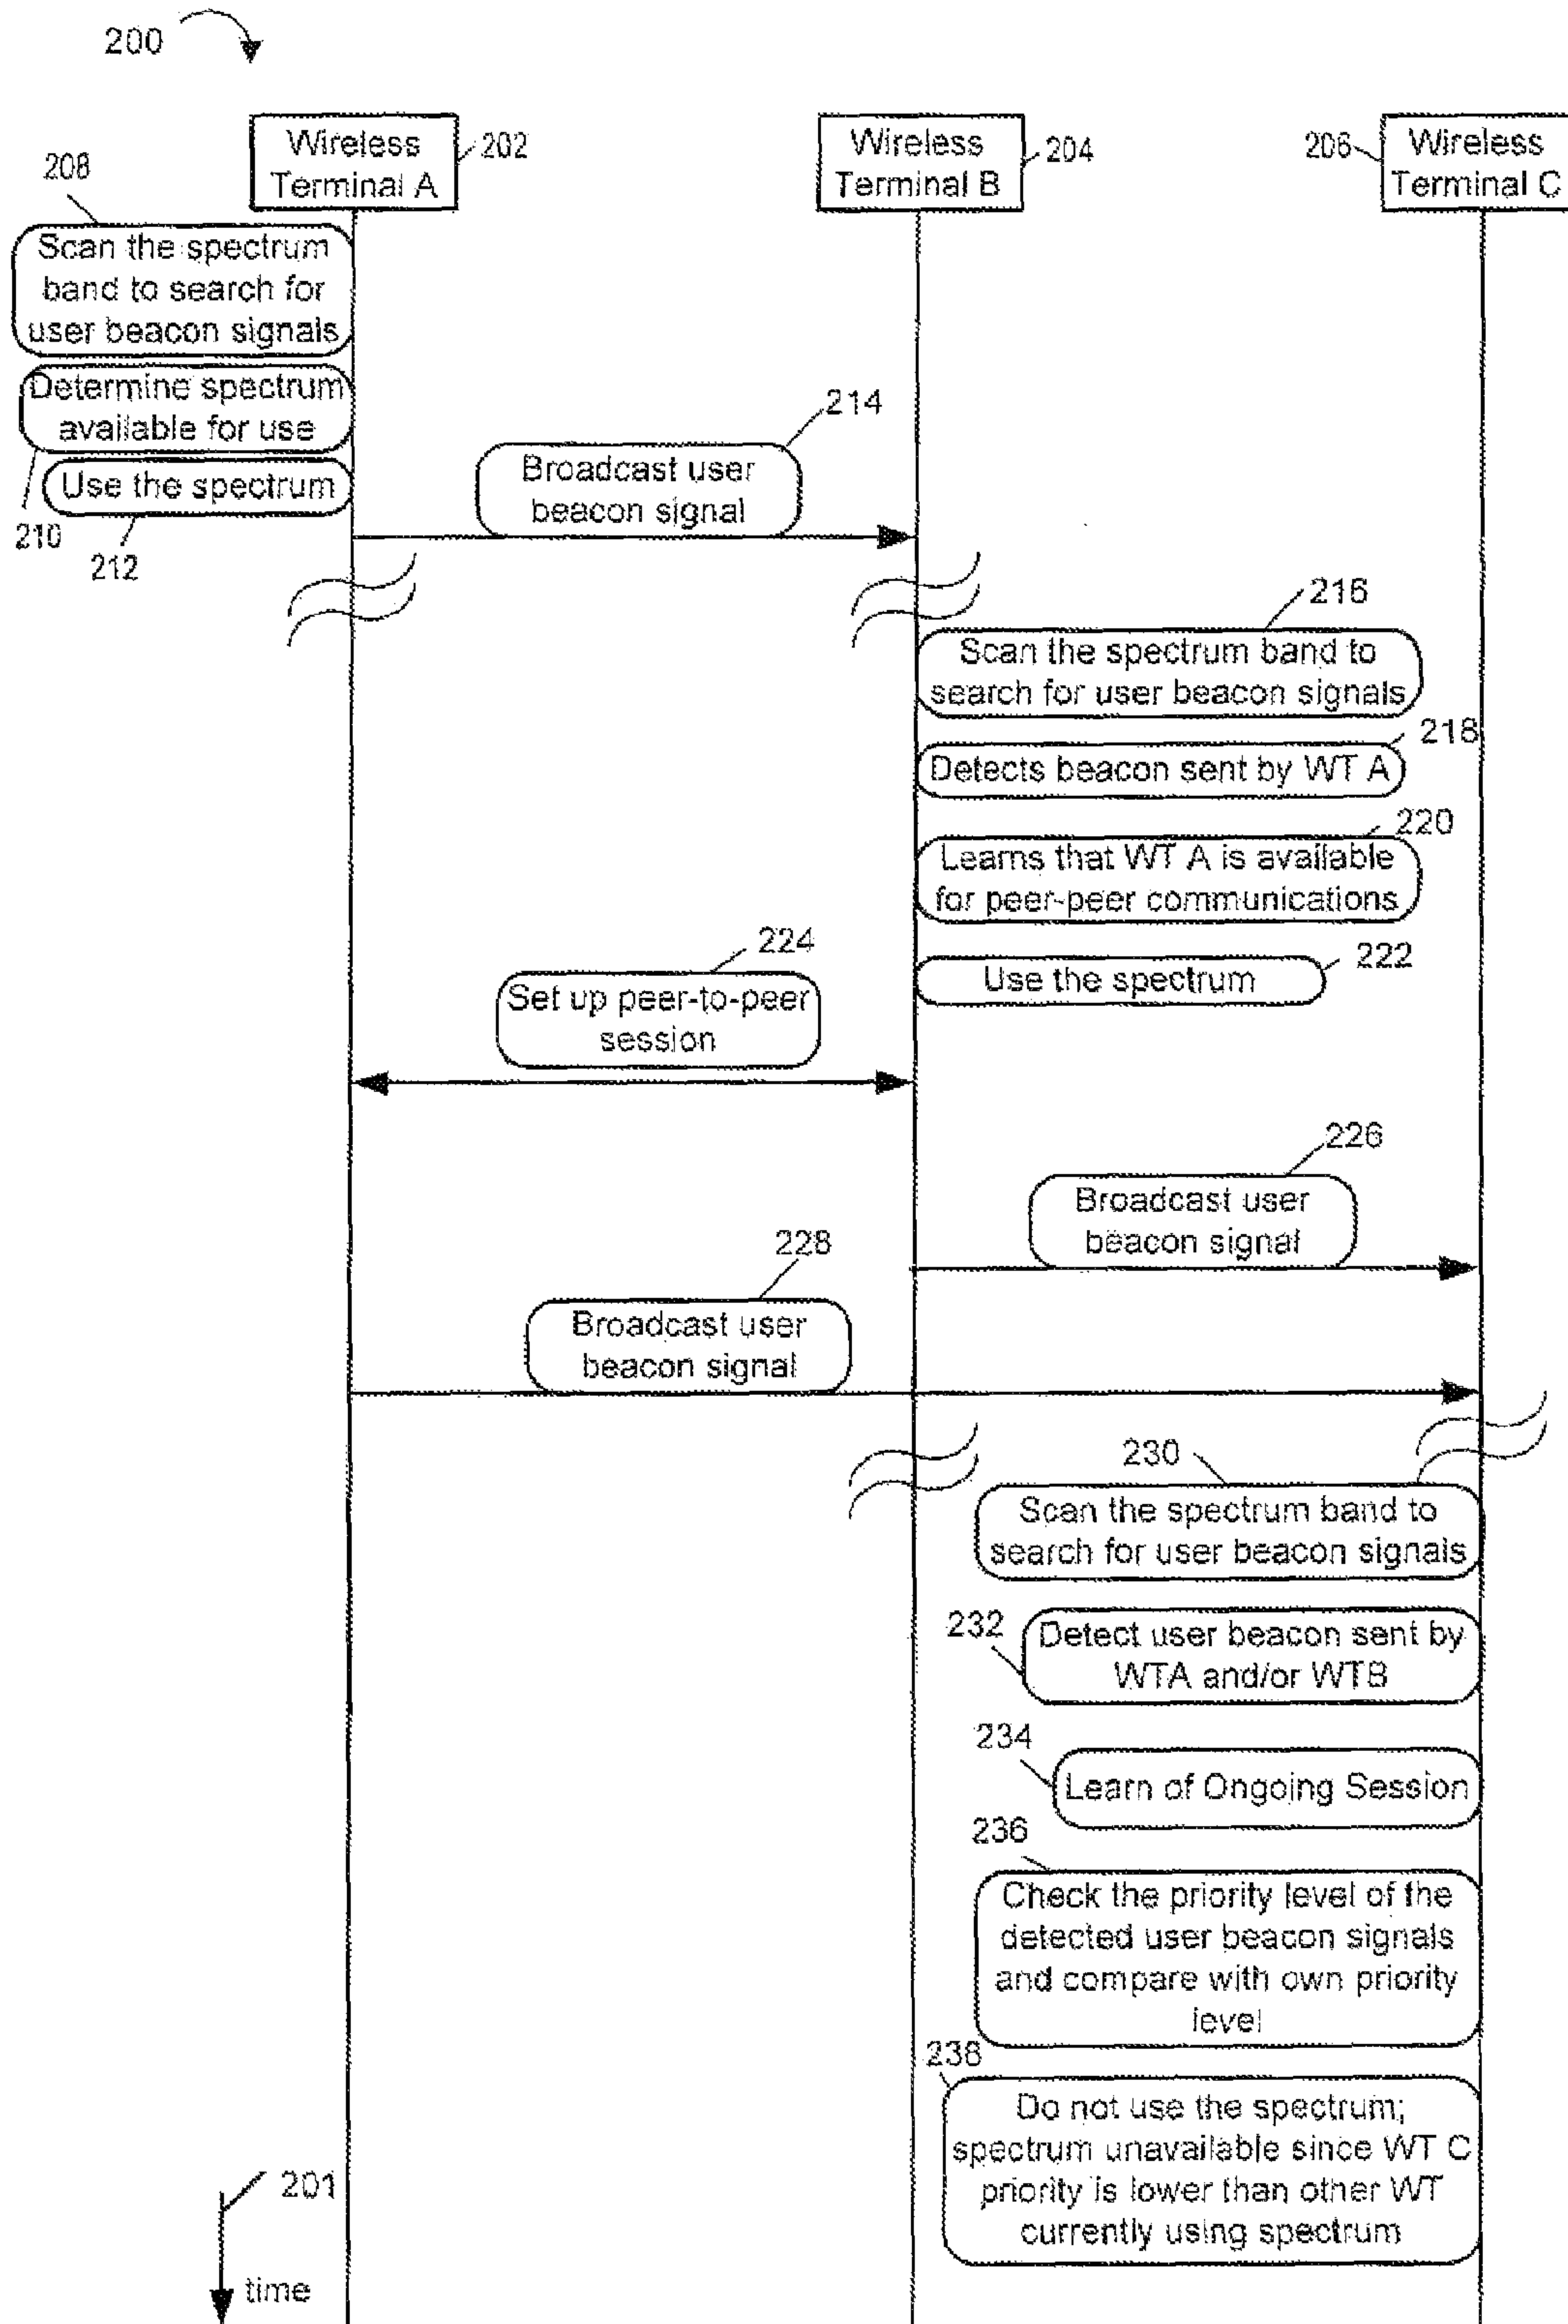 200
Wireless
Terminal A
202
Wireless
Terminal B
204
206
Wireless
Terminal C
208
Scan the spectrum
band to search for
user beacon signals
Determine spectrum
available for use
Use the spectrum
210
212
214
Broadcast user
beacon signal
216
Scan the spectrum band to
search for user beacon signals
218
Detects beacon sent by WT A
220
Learns that WT A is available
for peer-peer communications
222
Use the spectrum
224
Set up peer-to-peer
session
226
Broadcast user
beacon signal
228
Broadcast user
beacon signal
230
Scan the spectrum band to
search for user beacon signals
232
Detect user beacon sent by
WTA and/or WTB
234
Learn of Ongoing Session
236
Check the priority level of the
detected user beacon signals
and compare with own priority
level
238
Do not use the spectrum;
spectrum unavailable since WT C
priority is lower than other WT
currently using spectrum
201
time